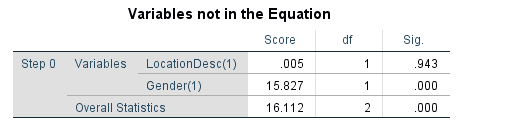 Variables not in the Equation
Score df Sig.
Step 0 Variables LocationDesc(1) .005 1 .943
Gender(1) 15.827 1 .000
Overall Statistics 16.112 2 .000